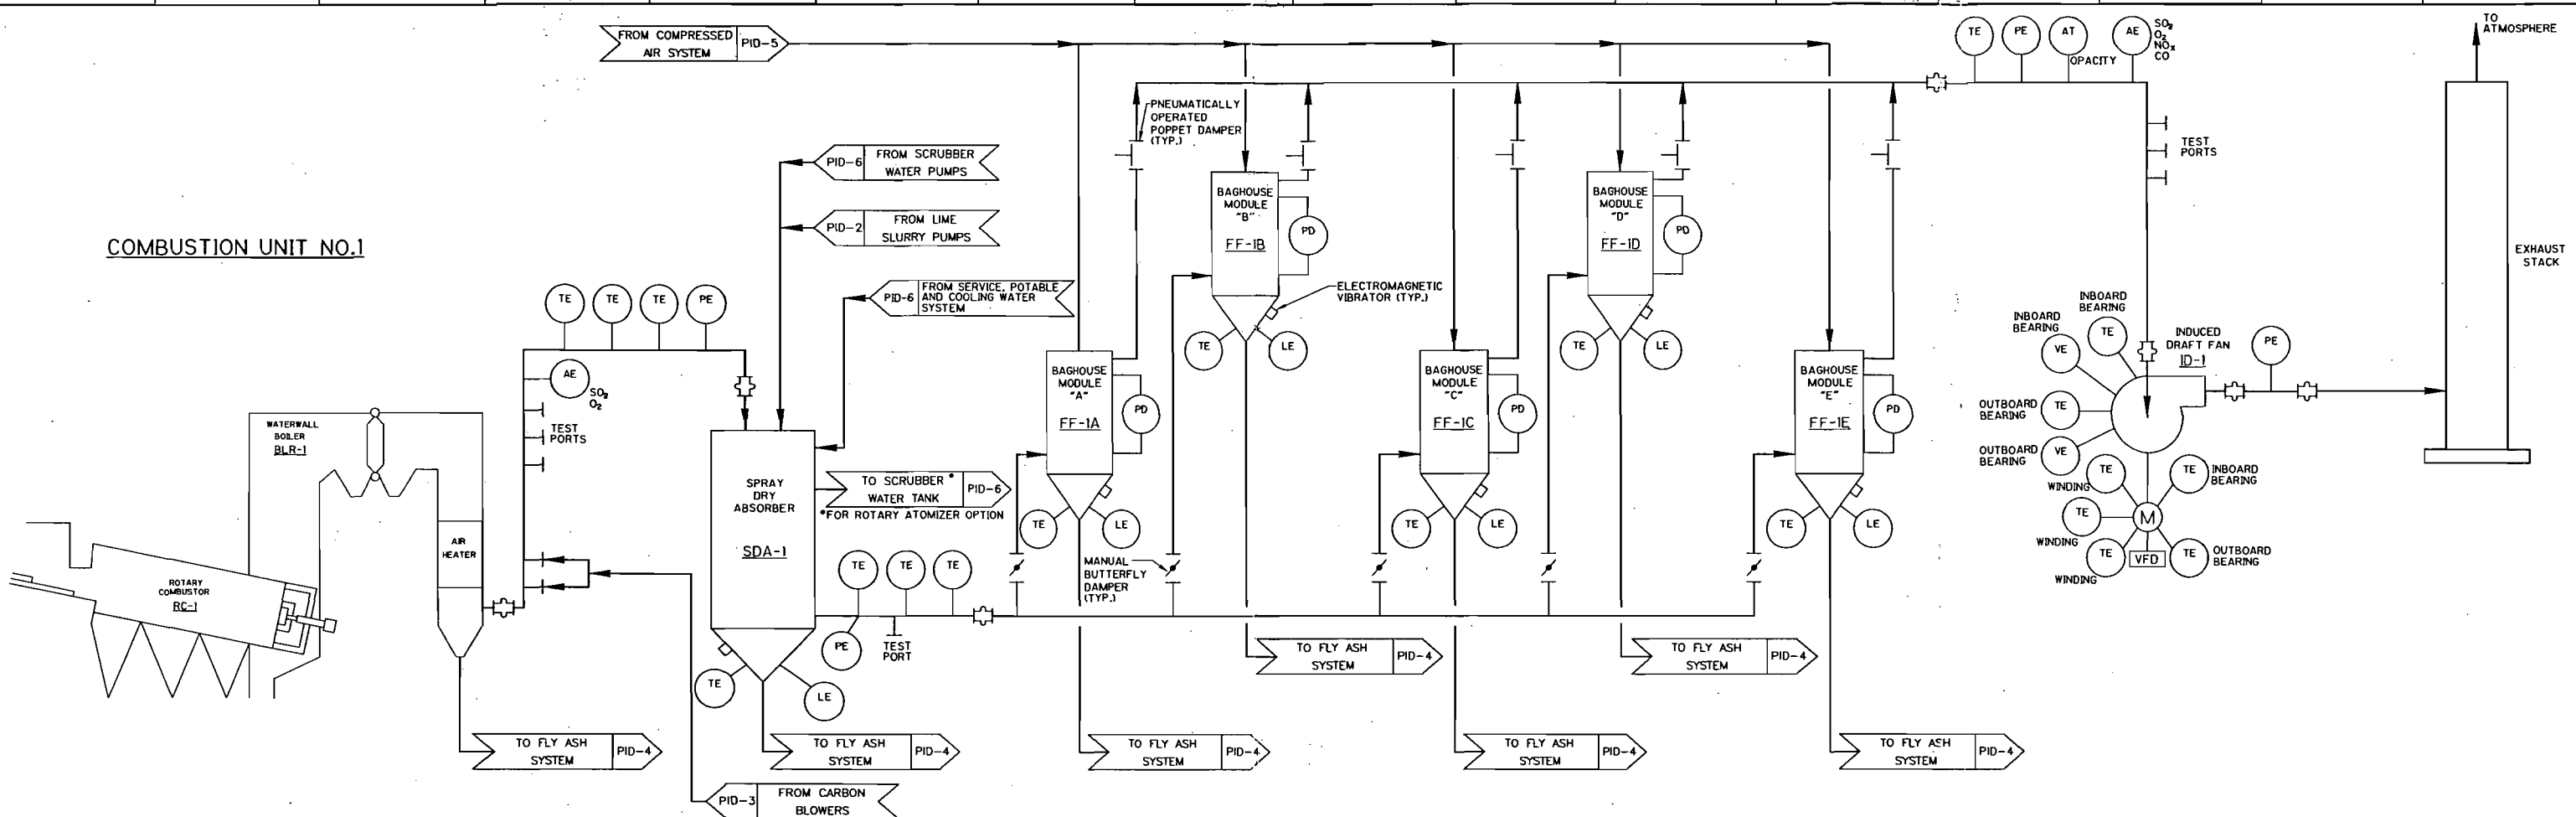 FROM COMPRESSED
AIR SYSTEM
PID-5
TE
PE
AT
OPACITY
AE
SO₂
O₂
NOₓ
CO
TO
ATMOSPHERE
PNEUMATICALLY
OPERATED
POPPET DAMPER
(TYP.)
TEST
PORTS
PID-6
FROM SCRUBBER
WATER PUMPS
PID-2
FROM LIME
SLURRY PUMPS
PID-6
FROM SERVICE, POTABLE
AND COOLING WATER
SYSTEM
COMBUSTION UNIT NO.1
BAGHOUSE
MODULE
"B"
FF-1B
PD
TE
LE
BAGHOUSE
MODULE
"D"
FF-1D
PD
TE
LE
ELECTROMAGNETIC
VIBRATOR (TYP.)
EXHAUST
STACK
TE
TE
TE
PE
AE
SO₂
O₂
TEST
PORTS
WATERWALL
BOILER
BLR-1
AIR
HEATER
ROTARY
COMBUSTOR
RC-1
SPRAY
DRY
ABSORBER
SDA-1
TO SCRUBBER *
WATER TANK
PID-6
*FOR ROTARY ATOMIZER OPTION
BAGHOUSE
MODULE
"A"
FF-1A
PD
TE
LE
BAGHOUSE
MODULE
"C"
FF-1C
PD
TE
LE
BAGHOUSE
MODULE
"E"
FF-1E
PD
TE
LE
INBOARD
BEARING
TE
INBOARD
BEARING
VE
OUTBOARD
BEARING
TE
OUTBOARD
BEARING
VE
INDUCED
DRAFT FAN
ID-1
PE
WINDING
TE
TE
INBOARD
BEARING
WINDING
TE
M
WINDING
TE
VFD
TE
OUTBOARD
BEARING
TE
TE
TE
PE
TEST
PORT
MANUAL
BUTTERFLY
DAMPER
(TYP.)
TE
LE
TO FLY ASH
SYSTEM
PID-4
TO FLY ASH
SYSTEM
PID-4
TO FLY ASH
SYSTEM
PID-4
TO FLY ASH
SYSTEM
PID-4
TO FLY ASH
SYSTEM
PID-4
TO FLY ASH
SYSTEM
PID-4
TO FLY ASH
SYSTEM
PID-4
PID-3
FROM CARBON
BLOWERS